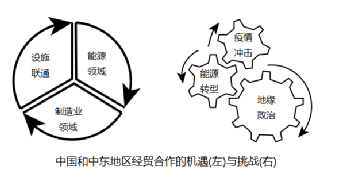 设施
联通
能源
领域
制造业
领域
疫情
冲击
能源
转型
地缘
政治
中国和中东地区经贸合作的机遇(左)与挑战(右)